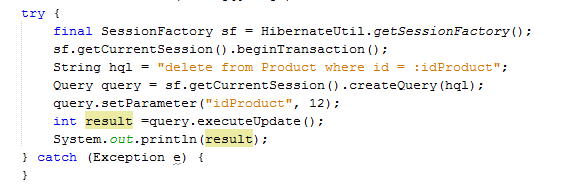 try {
final SessionFactory sf = HibernateUtil.getSessionFactory();
sf.getCurrentSession().beginTransaction();
String hql = "delete from Product where id = :idProduct";
Query query = sf.getCurrentSession().createQuery(hql);
query.setParameter("idProduct", 12);
int result =query.executeUpdate();
System.out.println(result);
} catch (Exception e) {
}